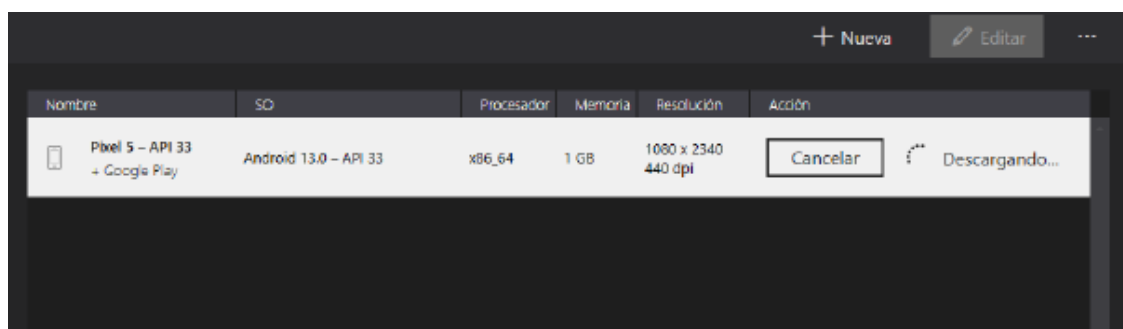 + Nueva Editar ...
Nombre SO Procesador Memoria Resolución Acción
Pixel 5 – API 33
+ Google Play
Android 13.0 – API 33 x86_64 1 GB
1080 x 2340
440 dpi
Cancelar Descargando...